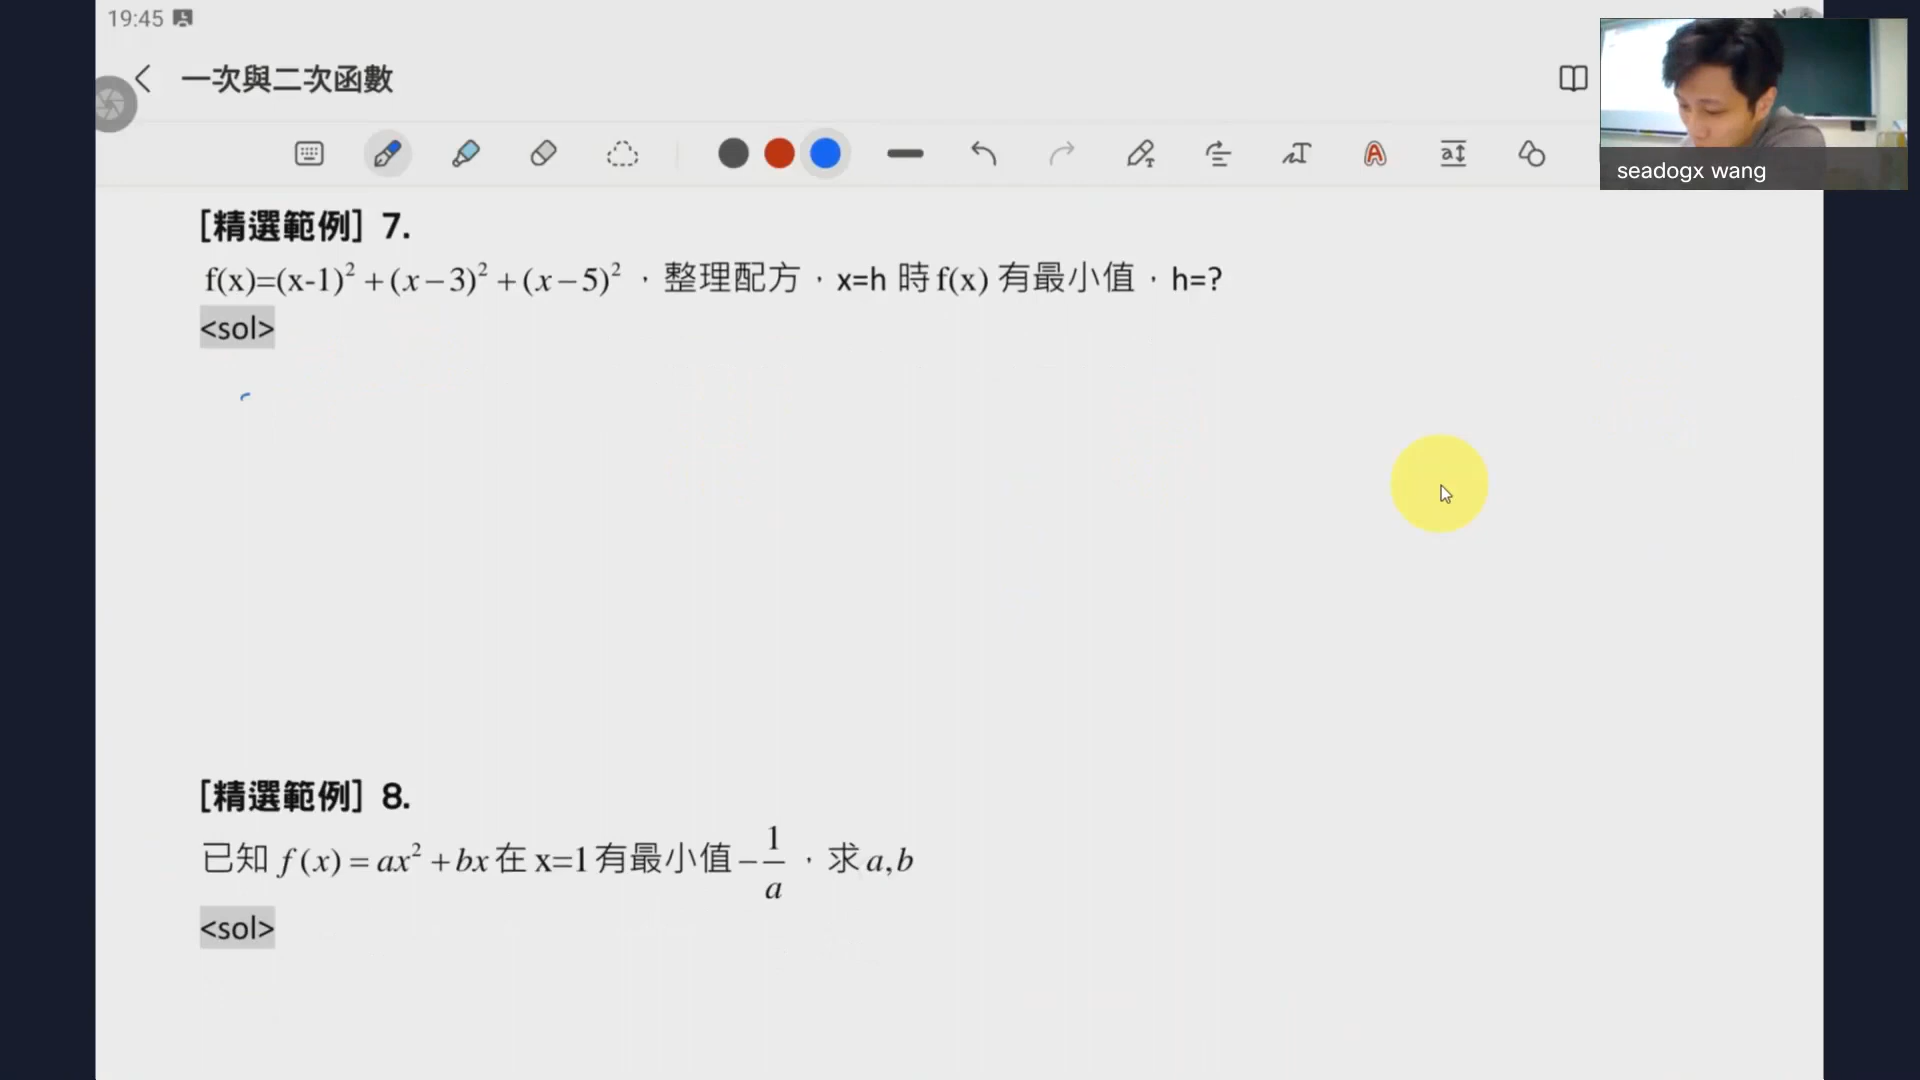 19:45
一次與二次函數
seadogx wang
[精選範例] 7.
f(x)=(x-1)² + (x − 3)² + (x − 5)² ，整理配方，x=h 時 f(x) 有最小值，h=?
<sol>
[精選範例] 8.
已知 f(x) = ax² + bx 在 x=1 有最小值 −1/a ，求 a,b
<sol>